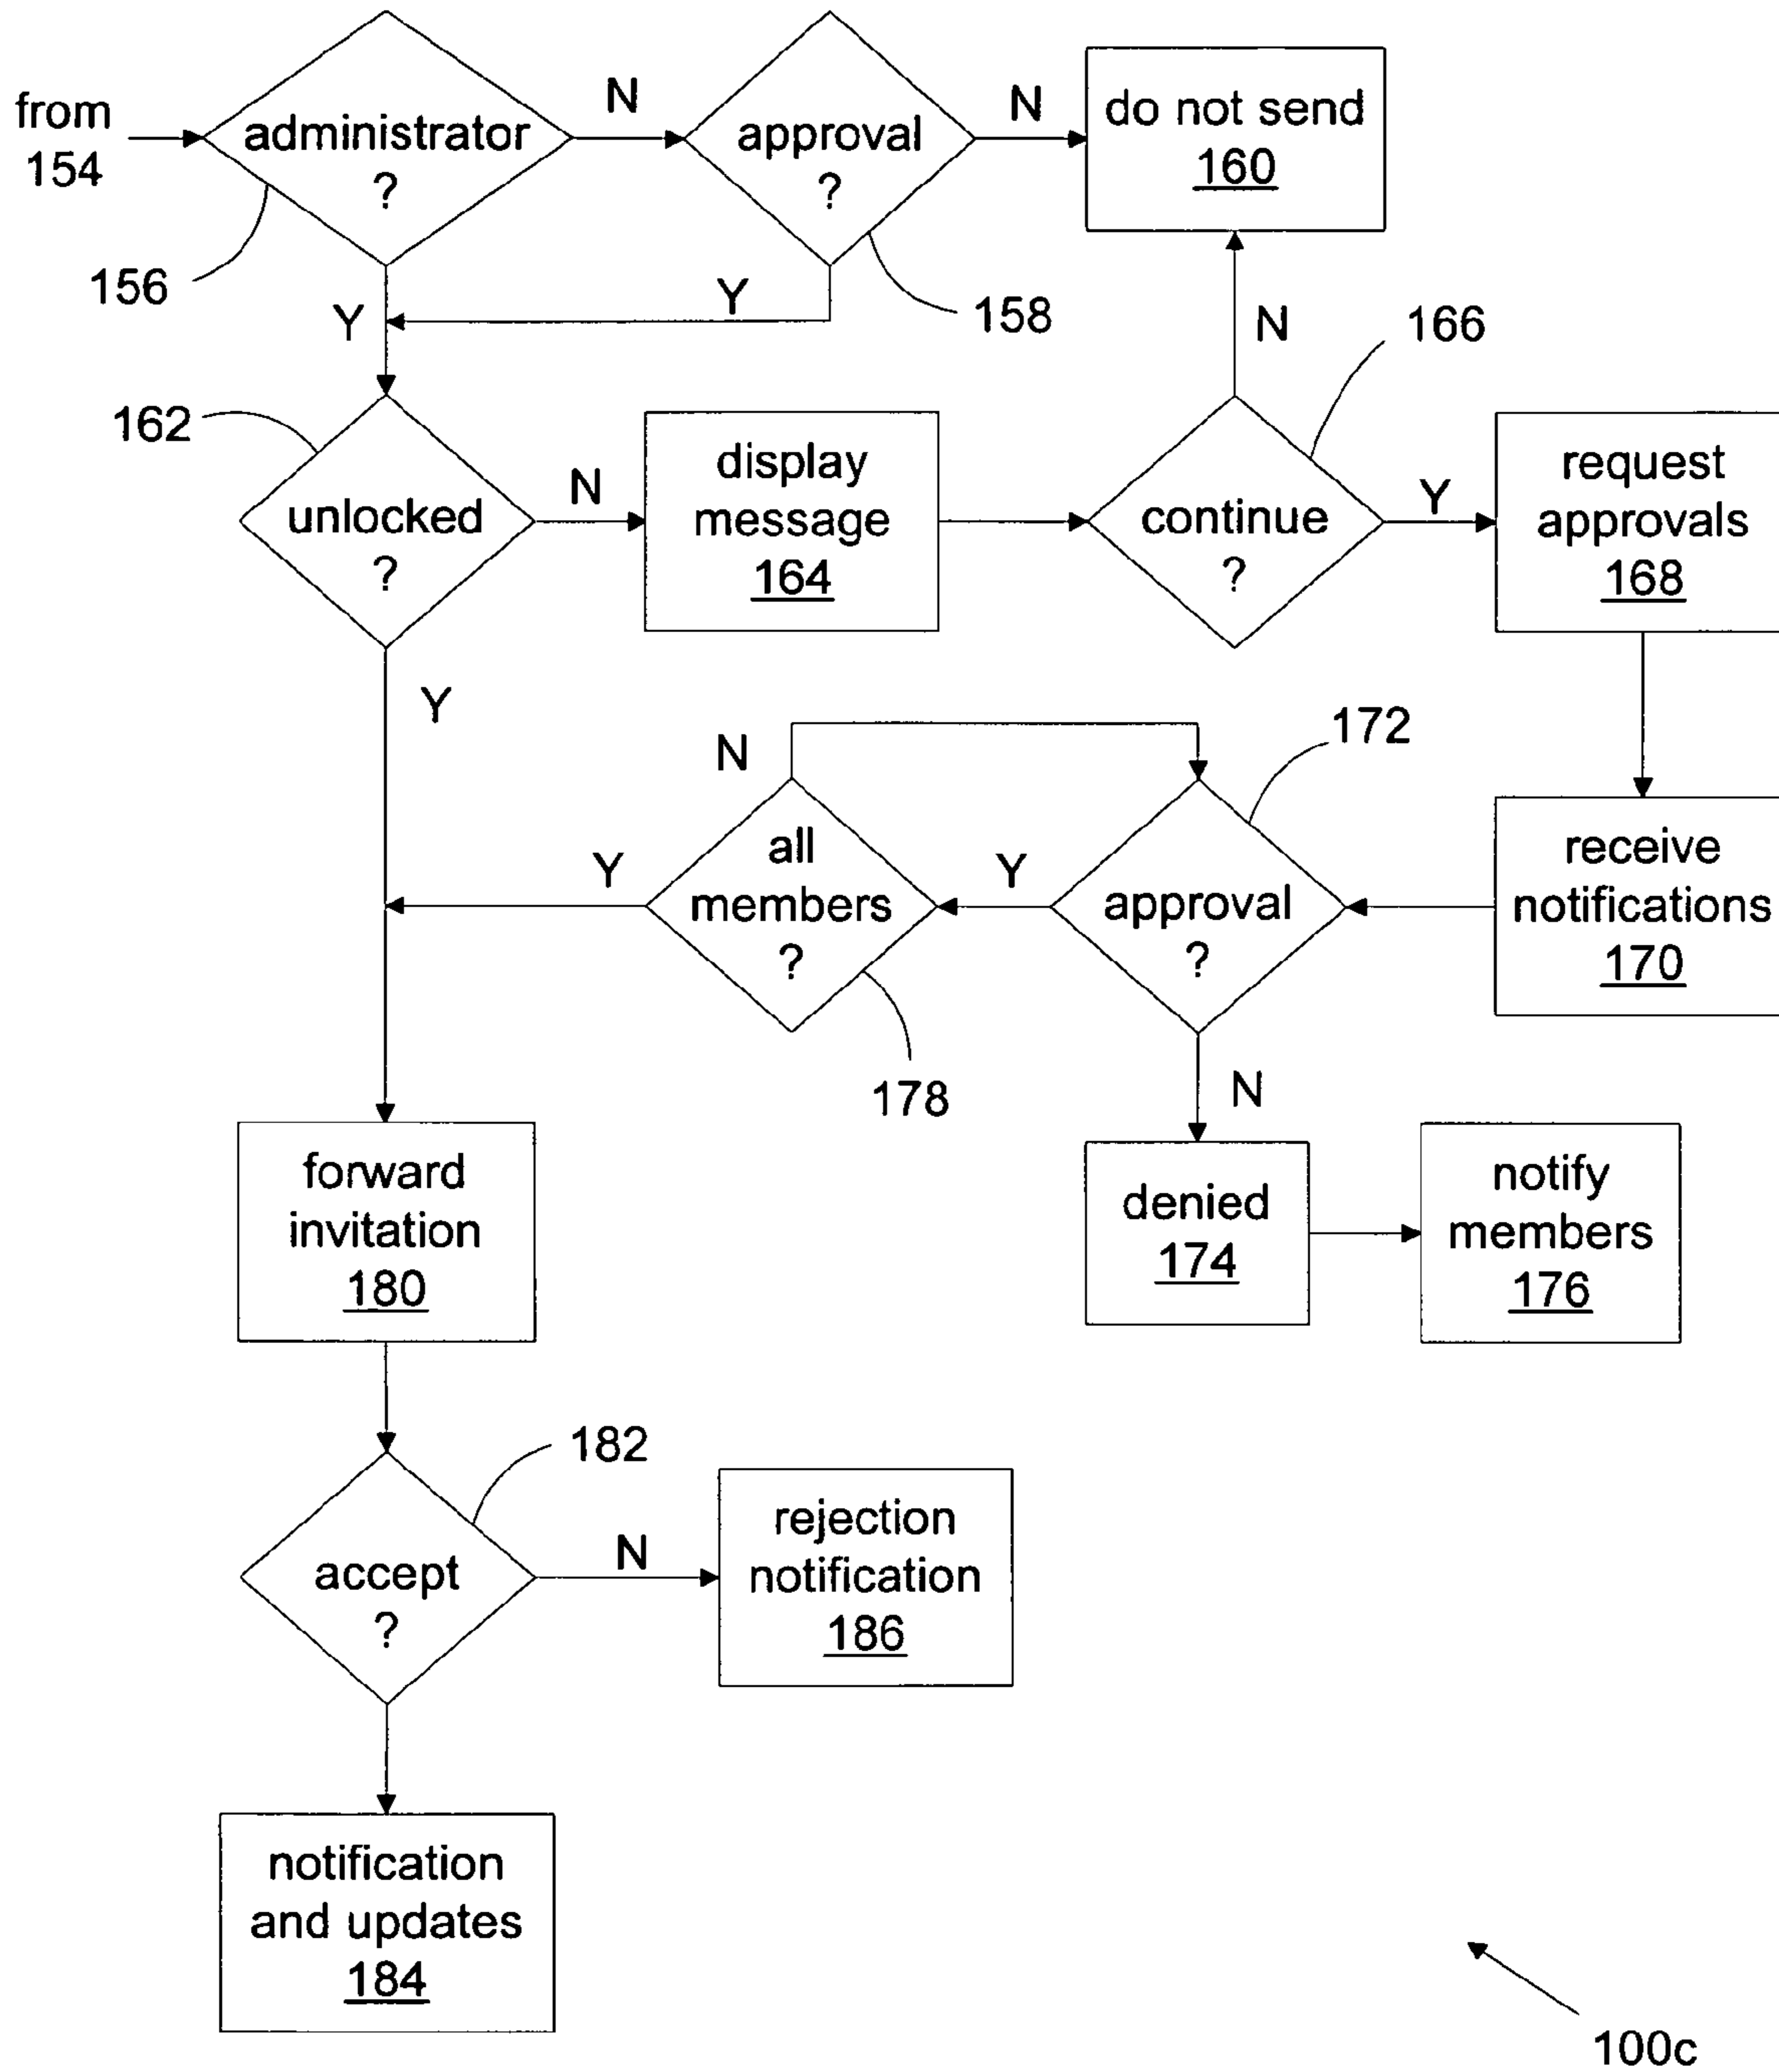 from
154
administrator
?
N
approval
?
N
do not send
160
156
Y
Y
158
N
166
162
unlocked
?
N
display
message
164
continue
?
Y
request
approvals
168
Y
N
172
all
members
?
Y
Y
approval
?
receive
notifications
170
178
N
forward
invitation
180
denied
174
notify
members
176
182
accept
?
N
rejection
notification
186
notification
and updates
184
100c